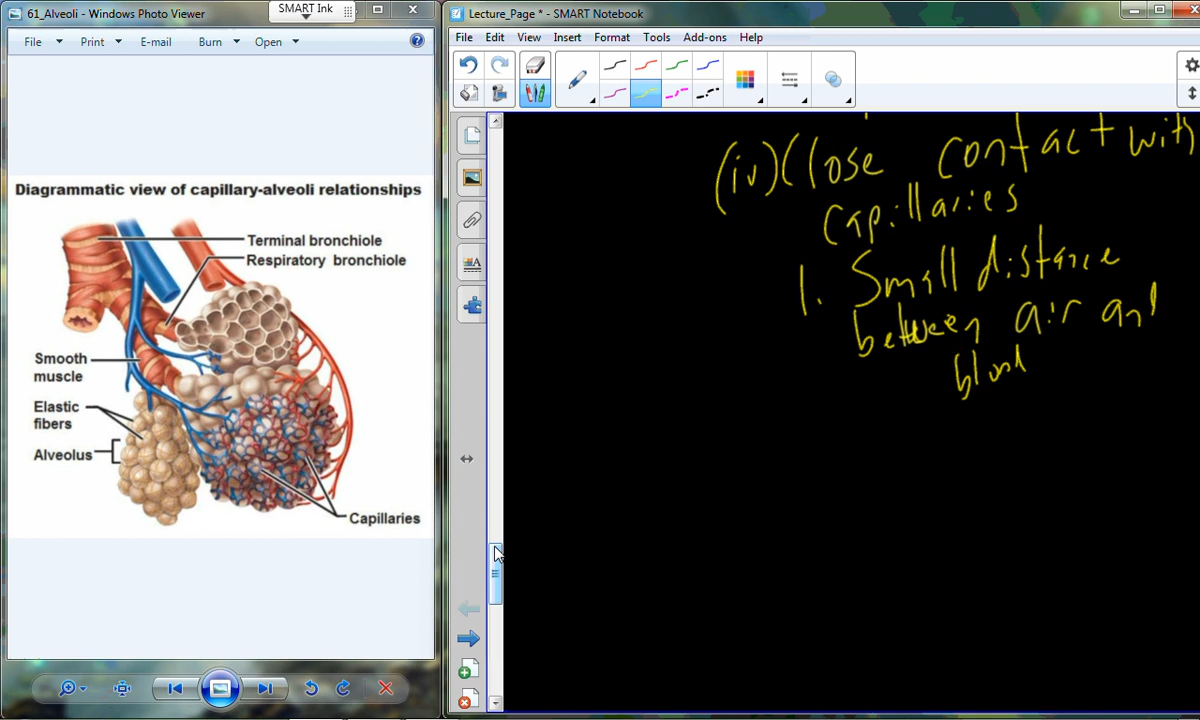 61_Alveoli - Windows Photo Viewer
SMART Ink
File Print E-mail Burn Open
Diagrammatic view of capillary-alveoli relationships
Terminal bronchiole
Respiratory bronchiole
Smooth
muscle
Elastic
fibers
Alveolus
Capillaries
Lecture_Page * - SMART Notebook
File Edit View Insert Format Tools Add-ons Help
(iv) Close contact with
capillaries
1. Small distance
between air and
blood